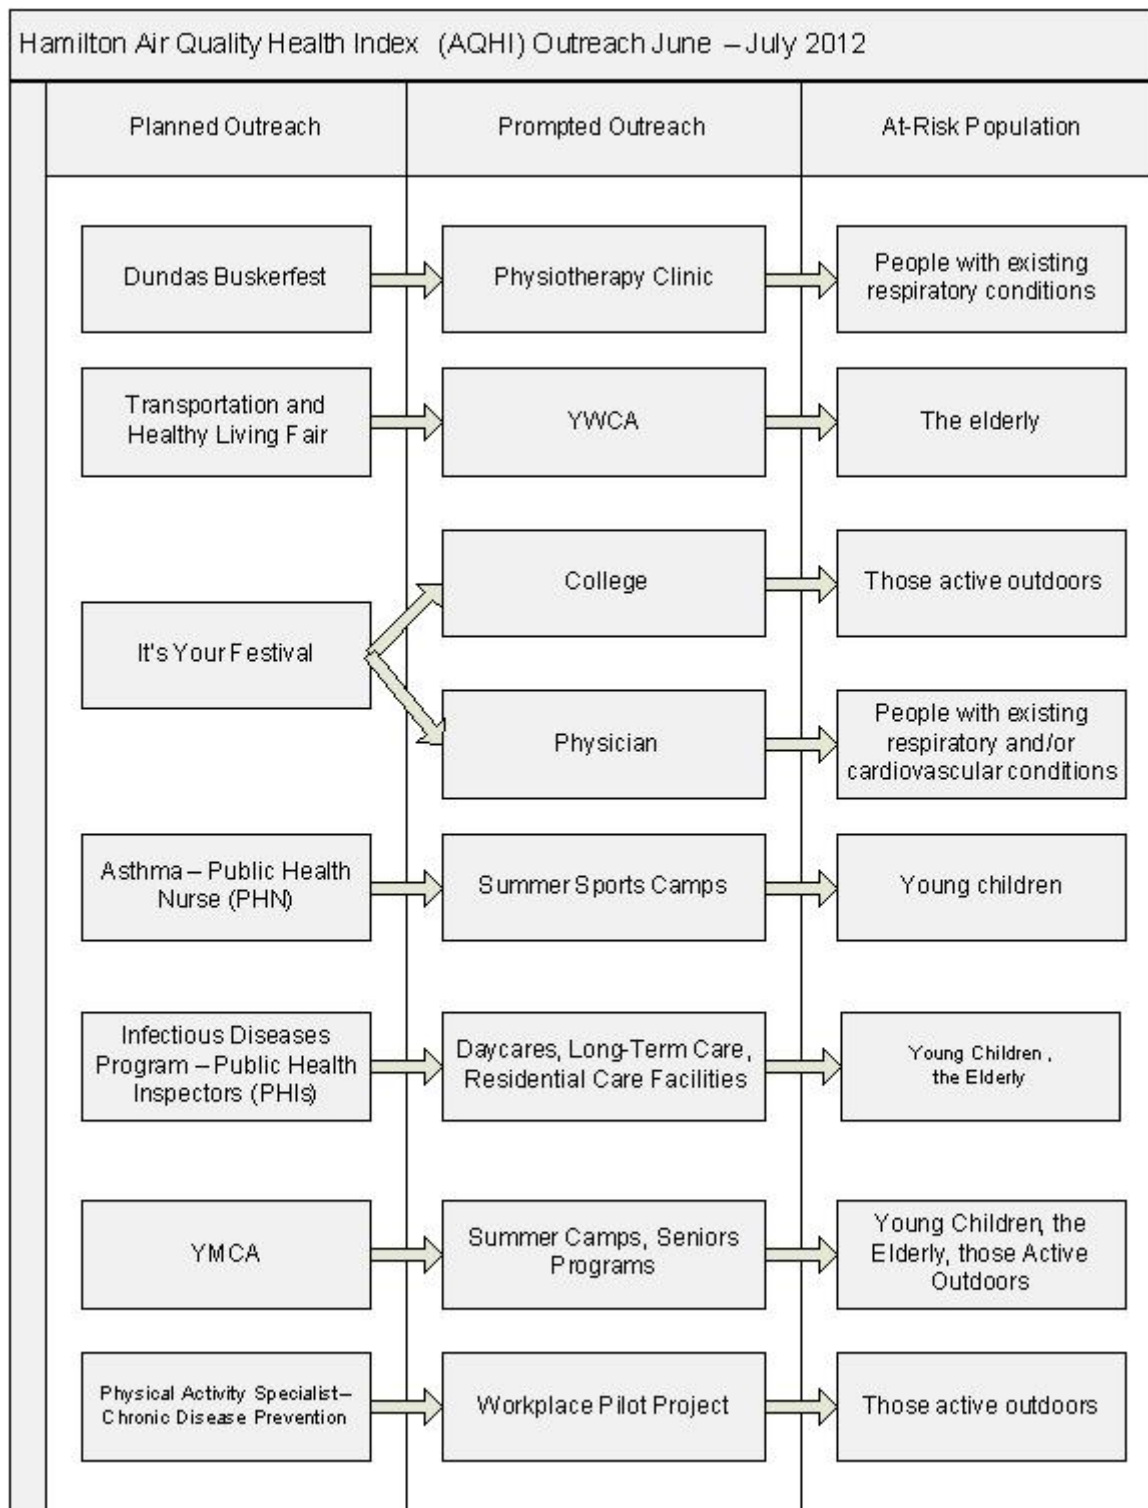 Hamilton Air Quality Health Index (AQHI) Outreach June – July 2012
Planned Outreach
Prompted Outreach
At-Risk Population
Dundas Buskerfest
Physiotherapy Clinic
People with existing
respiratory conditions
Transportation and
Healthy Living Fair
YWCA
The elderly
It's Your Festival
College
Those active outdoors
Physician
People with existing
respiratory and/or
cardiovascular conditions
Asthma – Public Health
Nurse (PHN)
Summer Sports Camps
Young children
Infectious Diseases
Program – Public Health
Inspectors (PHIs)
Daycares, Long-Term Care,
Residential Care Facilities
Young Children ,
the Elderly
YMCA
Summer Camps, Seniors
Programs
Young Children, the
Elderly, those Active
Outdoors
Physical Activity Specialist–
Chronic Disease Prevention
Workplace Pilot Project
Those active outdoors